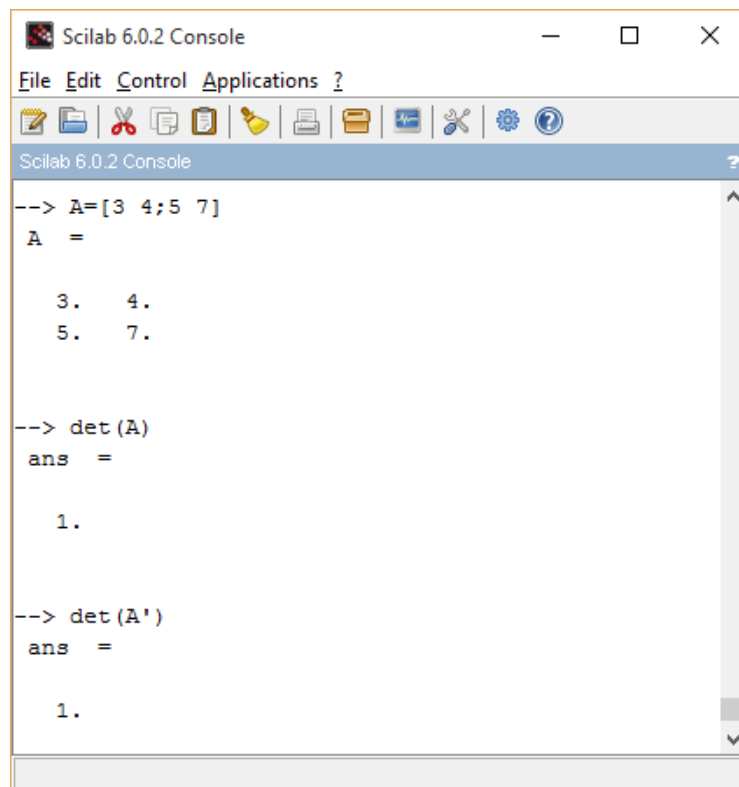 Scilab 6.0.2 Console
File Edit Control Applications ?
Scilab 6.0.2 Console ?
--> A=[3 4;5 7]
A =
3. 4.
5. 7.
--> det(A)
ans =
1.
--> det(A')
ans =
1.